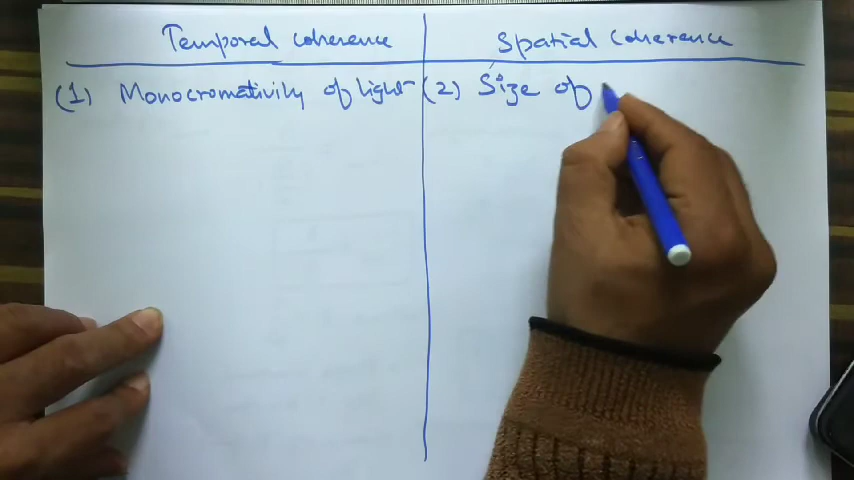 Temporal coherence
Spatial Coherence
(1) Monocromativity of light
(2) Size of